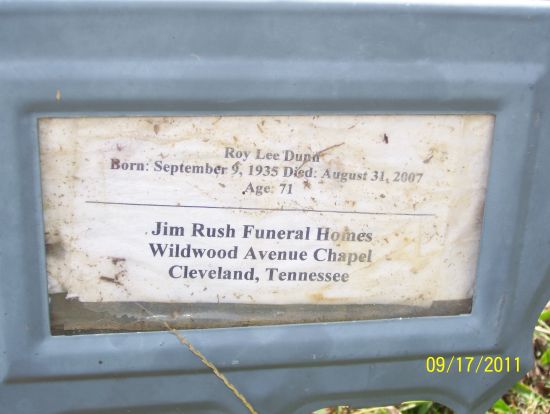 Roy Lee Dunn
Born: September 9, 1935 Died: August 31, 2007
Age: 71
Jim Rush Funeral Homes
Wildwood Avenue Chapel
Cleveland, Tennessee
09/17/2011